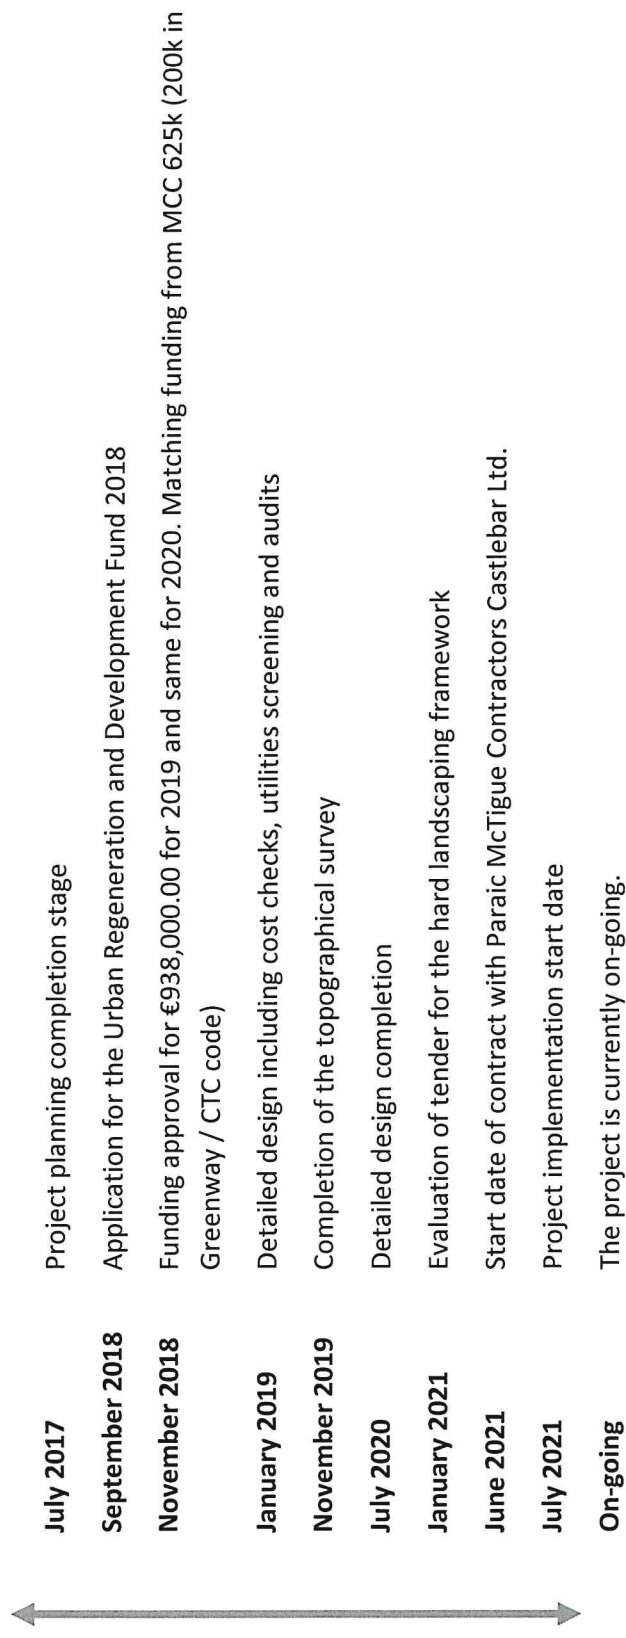 July 2017 Project planning completion stage
September 2018 Application for the Urban Regeneration and Development Fund 2018
November 2018 Funding approval for €938,000.00 for 2019 and same for 2020. Matching funding from MCC 625k (200k in
Greenway / CTC code)
January 2019 Detailed design including cost checks, utilities screening and audits
November 2019 Completion of the topographical survey
July 2020 Detailed design completion
January 2021 Evaluation of tender for the hard landscaping framework
June 2021 Start date of contract with Paraic McTigue Contractors Castlebar Ltd.
July 2021 Project implementation start date
On-going The project is currently on-going.